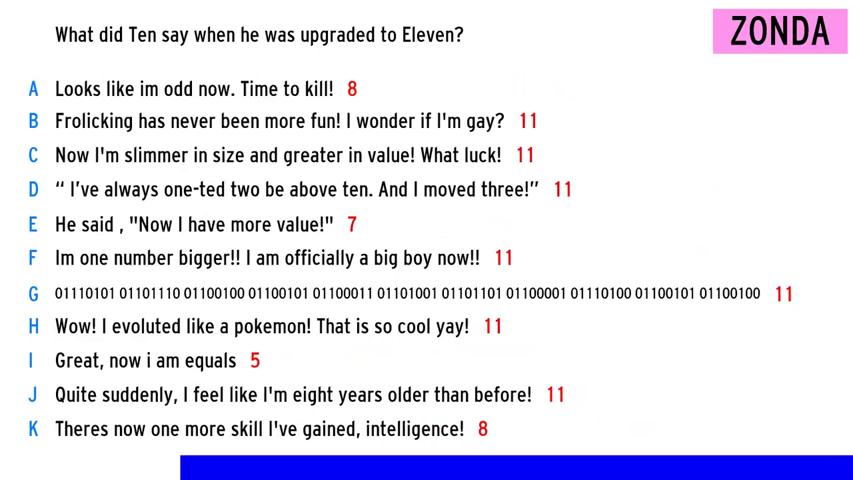 What did Ten say when he was upgraded to Eleven?
ZONDA
A Looks like im odd now. Time to kill! 8
B Frolicking has never been more fun! I wonder if I'm gay? 11
C Now I'm slimmer in size and greater in value! What luck! 11
D “ I’ve always one-ted two be above ten. And I moved three!” 11
E He said , "Now I have more value!" 7
F Im one number bigger!! I am officially a big boy now!! 11
G 01110101 01101110 01100100 01100101 01100011 01101001 01101101 01100001 01110100 01100101 01100100 11
H Wow! I evoluted like a pokemon! That is so cool yay! 11
I Great, now i am equals 5
J Quite suddenly, I feel like I'm eight years older than before! 11
K Theres now one more skill I've gained, intelligence! 8